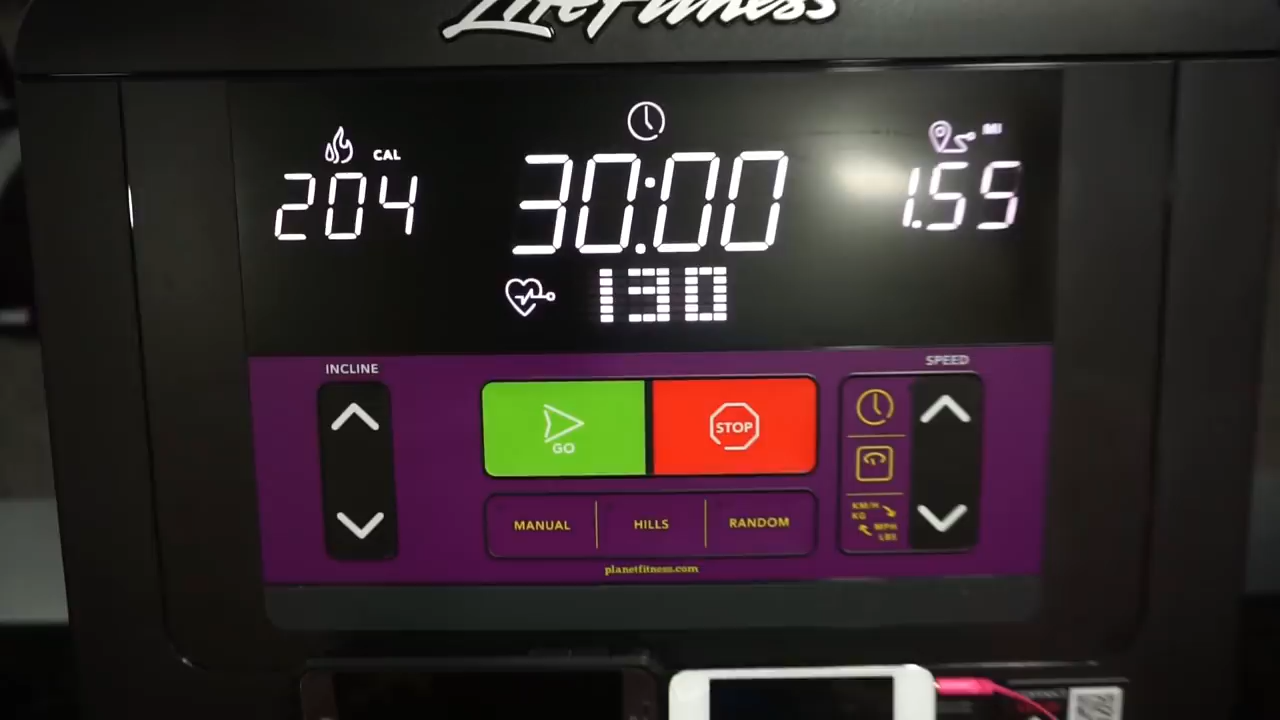 LifeFitness
CAL
204
30:00
MI
1.55
130
INCLINE
SPEED
GO
STOP
KM/H
KG
MPH
LBS
MANUAL
HILLS
RANDOM
planetfitness.com